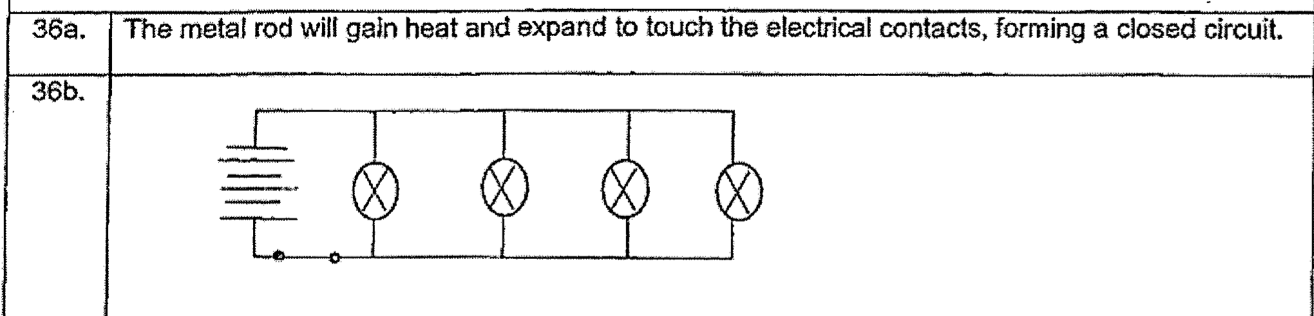 36a. The metal rod will gain heat and expand to touch the electrical contacts, forming a closed circuit.
36b.